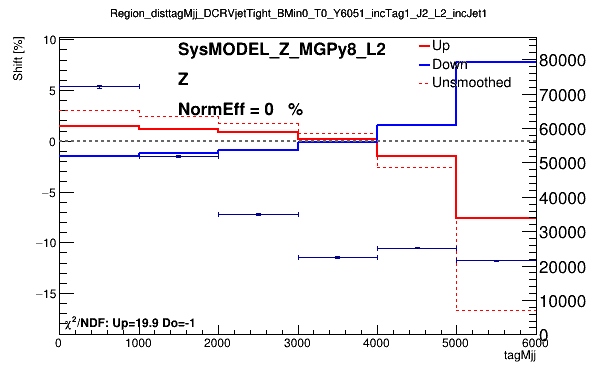 Region_disttagMjj_DCRVjetTight_BMin0_T0_Y6051_incTag1_J2_L2_incJet1
Shift [%]
SysMODEL_Z_MGPy8_L2
Z
NormEff = 0 %
Up
Down
Unsmoothed
10
5
0
−5
−10
−15
80000
70000
60000
50000
40000
30000
20000
10000
0
χ²/NDF: Up=19.9 Do=-1
0 1000 2000 3000 4000 5000 6000
tagMjj